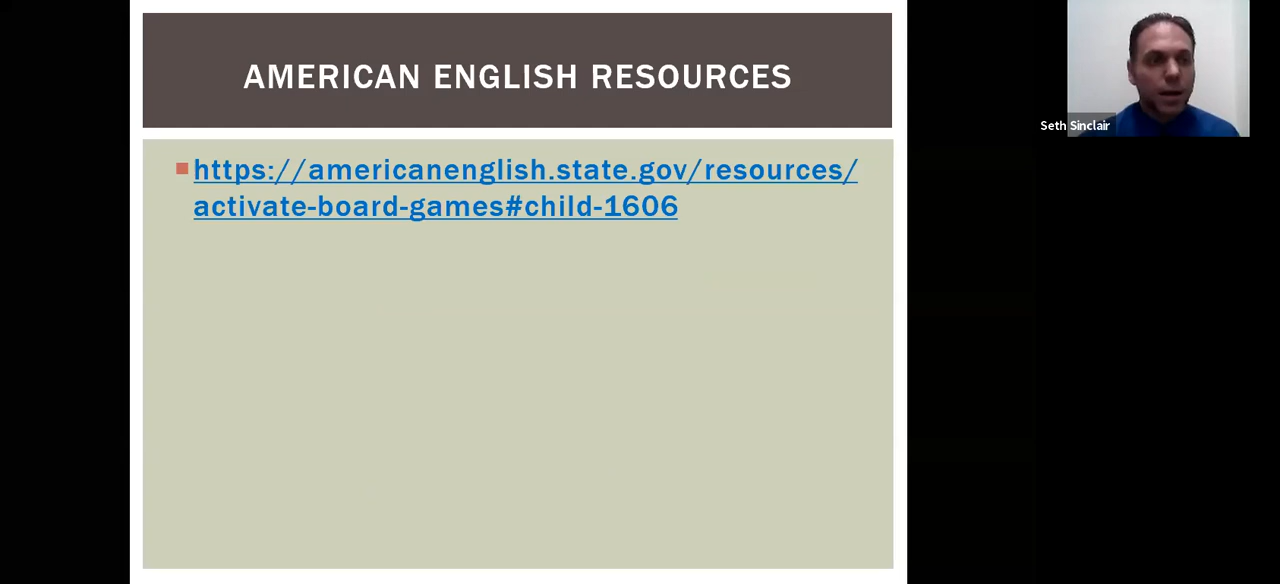 AMERICAN ENGLISH RESOURCES
https://americanenglish.state.gov/resources/
activate-board-games#child-1606
Seth Sinclair